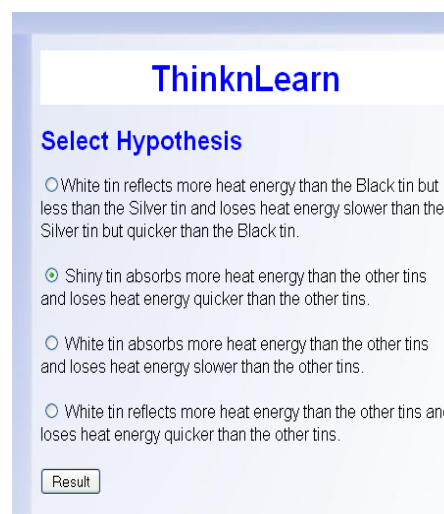 ThinknLearn
Select Hypothesis
White tin reflects more heat energy than the Black tin but
less than the Silver tin and loses heat energy slower than the
Silver tin but quicker than the Black tin.
Shiny tin absorbs more heat energy than the other tins
and loses heat energy quicker than the other tins.
White tin absorbs more heat energy than the other tins
and loses heat energy slower than the other tins.
White tin reflects more heat energy than the other tins an
loses heat energy quicker than the other tins.
Result